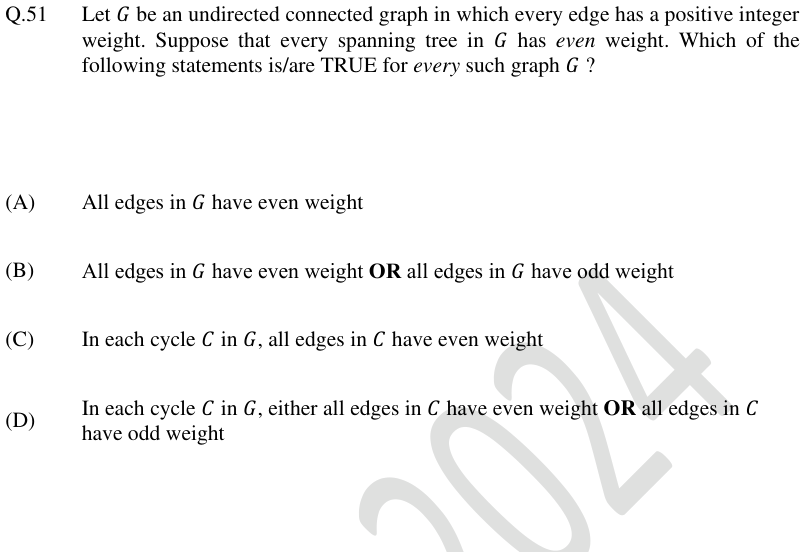 Q.51 Let G be an undirected connected graph in which every edge has a positive integer
weight. Suppose that every spanning tree in G has even weight. Which of the
following statements is/are TRUE for every such graph G ?
(A) All edges in G have even weight
(B) All edges in G have even weight OR all edges in G have odd weight
(C) In each cycle C in G, all edges in C have even weight
(D) In each cycle C in G, either all edges in C have even weight OR all edges in C
have odd weight
2024